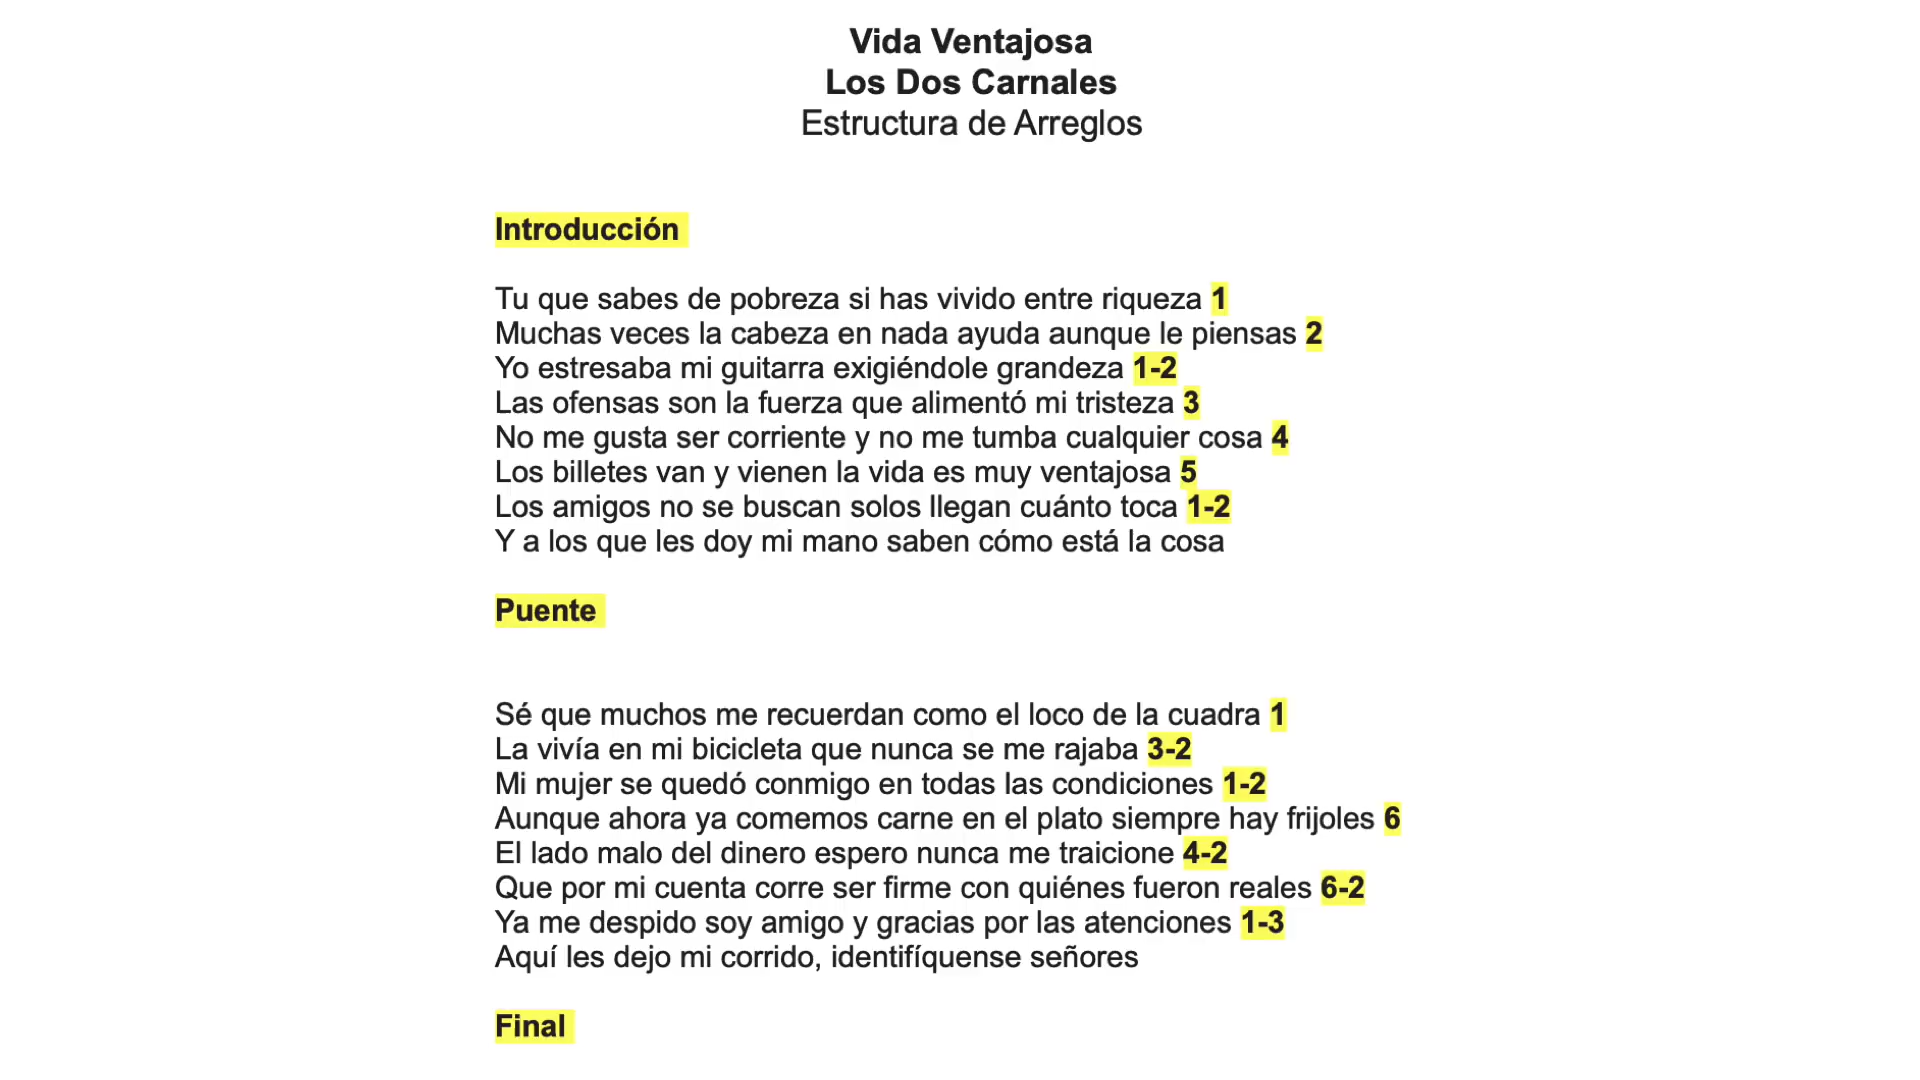 Vida Ventajosa
Los Dos Carnales
Estructura de Arreglos
Introducción
Tu que sabes de pobreza si has vivido entre riqueza 1
Muchas veces la cabeza en nada ayuda aunque le piensas 2
Yo estresaba mi guitarra exigiéndole grandeza 1-2
Las ofensas son la fuerza que alimentó mi tristeza 3
No me gusta ser corriente y no me tumba cualquier cosa 4
Los billetes van y vienen la vida es muy ventajosa 5
Los amigos no se buscan solos llegan cuánto toca 1-2
Y a los que les doy mi mano saben cómo está la cosa
Puente
Sé que muchos me recuerdan como el loco de la cuadra 1
La vivía en mi bicicleta que nunca se me rajaba 3-2
Mi mujer se quedó conmigo en todas las condiciones 1-2
Aunque ahora ya comemos carne en el plato siempre hay frijoles 6
El lado malo del dinero espero nunca me traicione 4-2
Que por mi cuenta corre ser firme con quiénes fueron reales 6-2
Ya me despido soy amigo y gracias por las atenciones 1-3
Aquí les dejo mi corrido, identifíquense señores
Final